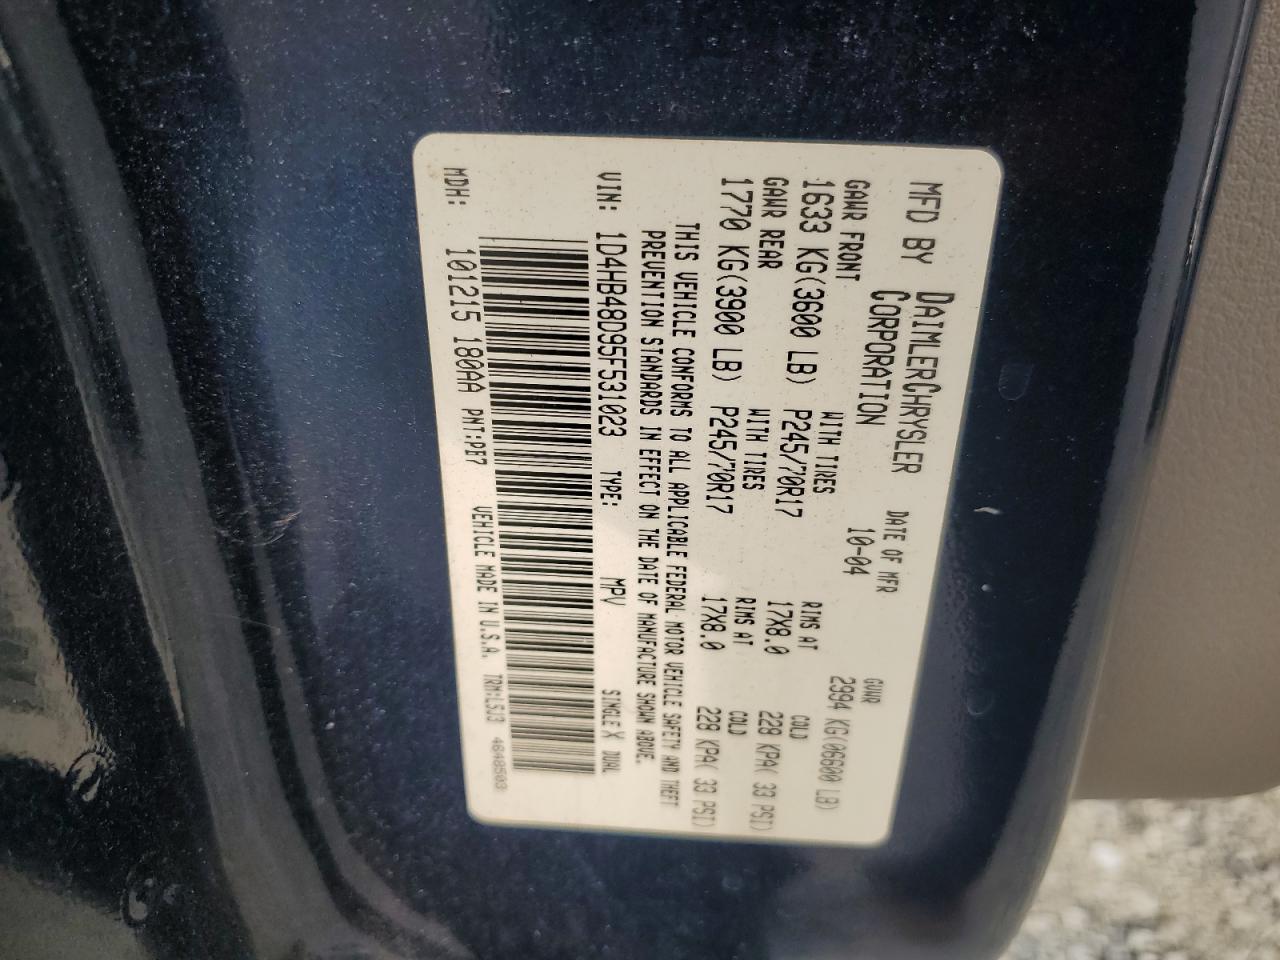 MFD BY DAIMLERCHRYSLER CORPORATION
DATE OF MFR 10-04
GVWR 2994 KG(06600 LB)
GAWR FRONT WITH TIRES RIMS AT COLD
1633 KG(3600 LB) P245/70R17 17X8.0 228 KPA( 33 PSI)
GAWR REAR WITH TIRES RIMS AT COLD
1770 KG(3900 LB) P245/70R17 17X8.0 228 KPA( 33 PSI)
THIS VEHICLE CONFORMS TO ALL APPLICABLE FEDERAL MOTOR VEHICLE SAFETY AND THEFT
PREVENTION STANDARDS IN EFFECT ON THE DATE OF MANUFACTURE SHOWN ABOVE.
VIN: 1D4HB48D95F531023 TYPE: MPV SINGLE X DUAL
MDH: 101215 180AA PNT:PB7 VEHICLE MADE IN U.S.A. TRM:L5J3 4648503